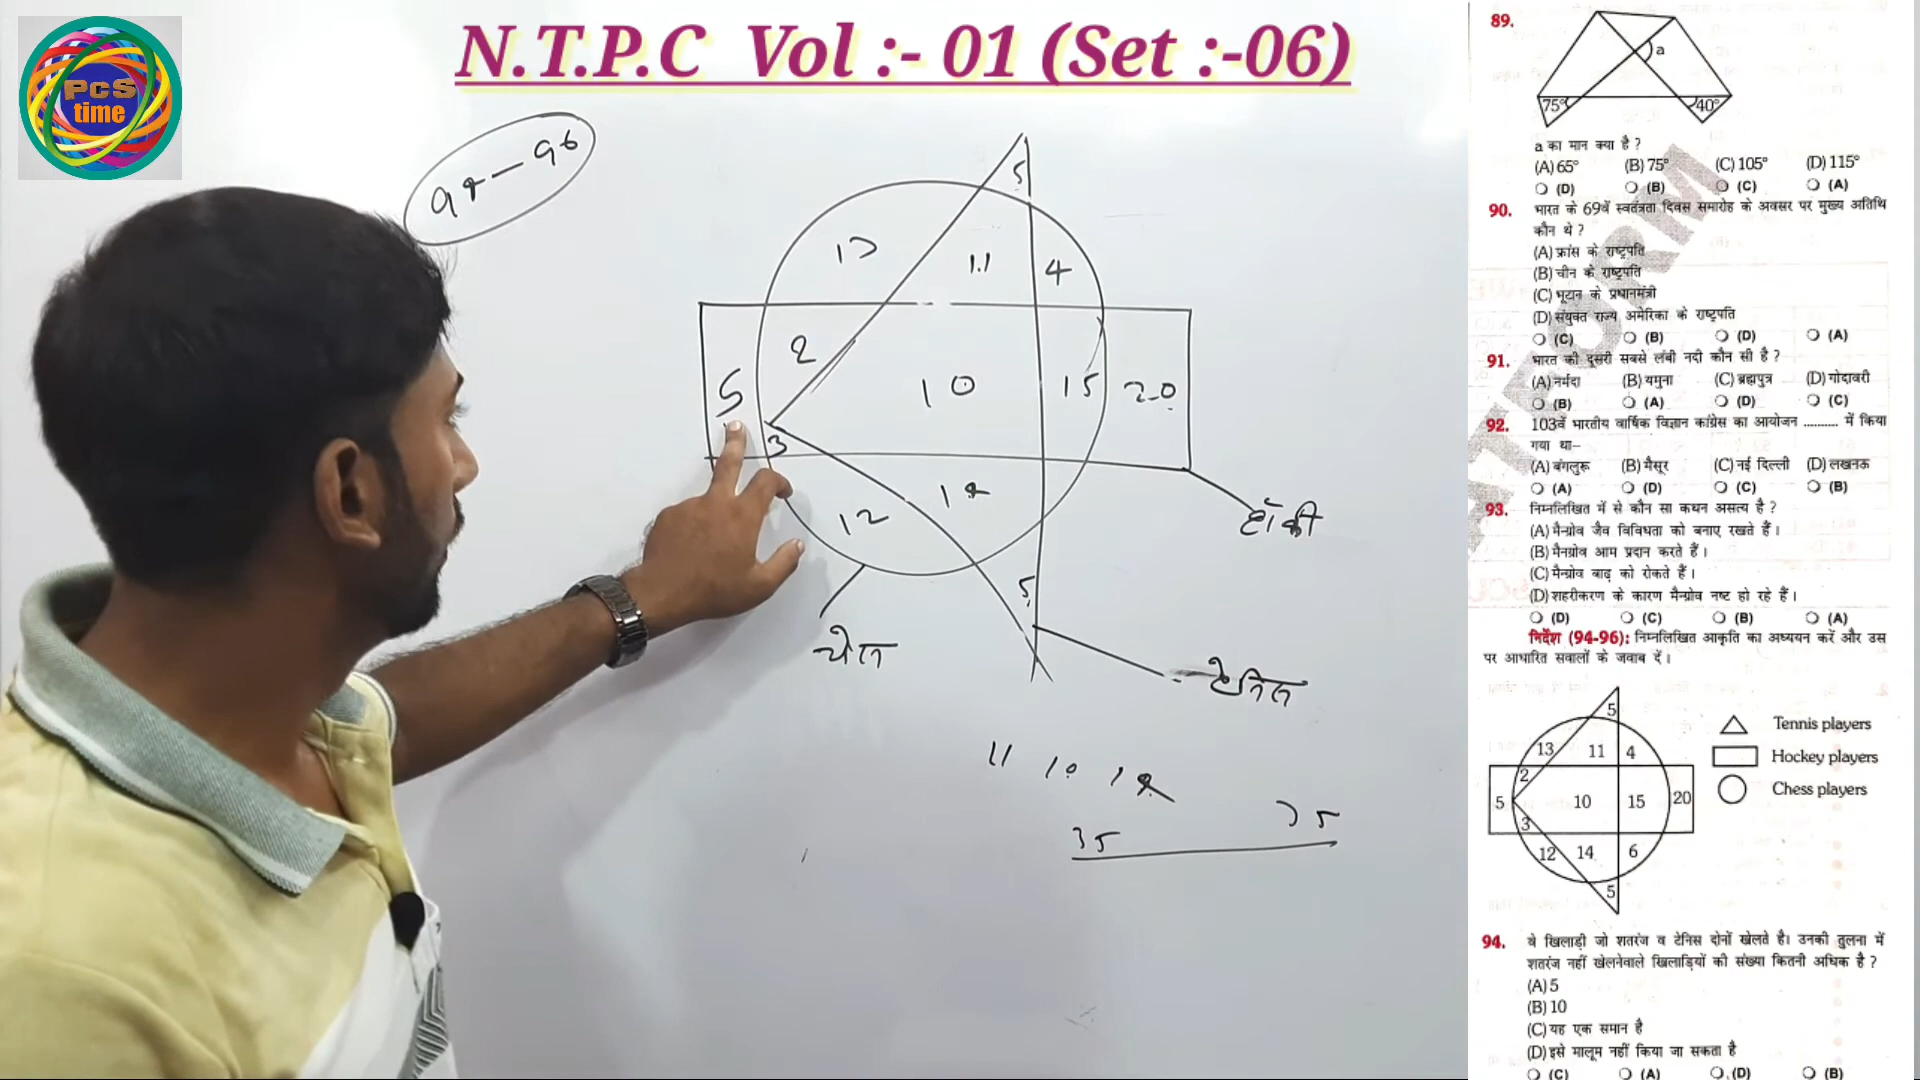 N.T.P.C Vol :- 01 (Set :-06)
PCS
time
5
13
11
4
2
10
15
20
5
3
12
5
हॉकी
चेस
टेनिस
11 10 14
35
35
89.
a
75°
40°
a का मान क्या है ?
(A) 65° (B) 75° (C) 105° (D) 115°
(D) (B) (C) (A)
90. भारत के 69वें स्वतंत्रता दिवस समारोह के अवसर पर मुख्य अतिथि
कौन थे ?
(A) फ्रांस के राष्ट्रपति
(B) चीन के राष्ट्रपति
(C) भूटान के प्रधानमंत्री
(D) संयुक्त राज्य अमेरिका के राष्ट्रपति
(C) (B) (D) (A)
91. भारत की दूसरी सबसे लंबी नदी कौन सी है ?
(A) नर्मदा (B) यमुना (C) ब्रह्मपुत्र (D) गोदावरी
(B) (A) (D) (C)
92. 103वें भारतीय वार्षिक विज्ञान कांग्रेस का आयोजन .......... में किया
गया था–
(A) बंगलुरू (B) मैसूर (C) नई दिल्ली (D) लखनऊ
(A) (D) (C) (B)
93. निम्नलिखित में से कौन सा कथन असत्य है ?
(A) मैन्ग्रोव जैव विविधता को बनाए रखते हैं।
(B) मैनग्रोव आम प्रदान करते हैं।
(C) मैन्ग्रोव बाढ़ को रोकते हैं।
(D) शहरीकरण के कारण मैन्ग्रोव नष्ट हो रहे हैं।
(D) (C) (B) (A)
निर्देश (94-96): निम्नलिखित आकृति का अध्ययन करें और उस
पर आधारित सवालों के जवाब दें।
5
13 11 4
2
5 10 15 20
3
12 14 6
5
Tennis players
Hockey players
Chess players
94. वे खिलाड़ी जो शतरंज व टेनिस दोनों खेलते है। उनकी तुलना में
शतरंज नहीं खेलनेवाले खिलाड़ियों की संख्या कितनी अधिक है ?
(A) 5
(B) 10
(C) यह एक समान है
(D) इसे मालूम नहीं किया जा सकता है
(C) (A) (D) (B)